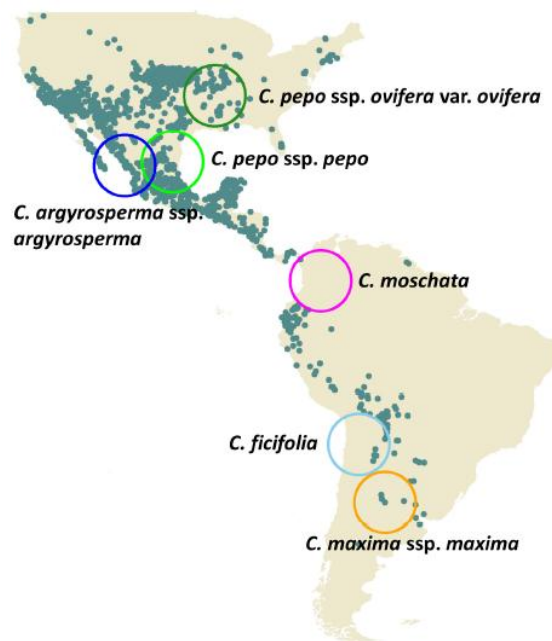 C. pepo ssp. ovifera var. ovifera
C. pepo ssp. pepo
C. argyrosperma ssp.
argyrosperma
C. moschata
C. ficifolia
C. maxima ssp. maxima